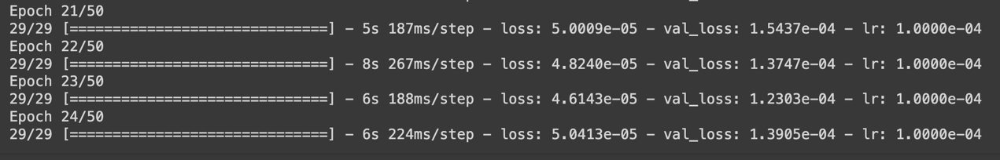 Epoch 21/50
29/29 [==============================] - 5s 187ms/step - loss: 5.0009e-05 - val_loss: 1.5437e-04 - lr: 1.0000e-04
Epoch 22/50
29/29 [==============================] - 8s 267ms/step - loss: 4.8240e-05 - val_loss: 1.3747e-04 - lr: 1.0000e-04
Epoch 23/50
29/29 [==============================] - 6s 188ms/step - loss: 4.6143e-05 - val_loss: 1.2303e-04 - lr: 1.0000e-04
Epoch 24/50
29/29 [==============================] - 6s 224ms/step - loss: 5.0413e-05 - val_loss: 1.3905e-04 - lr: 1.0000e-04